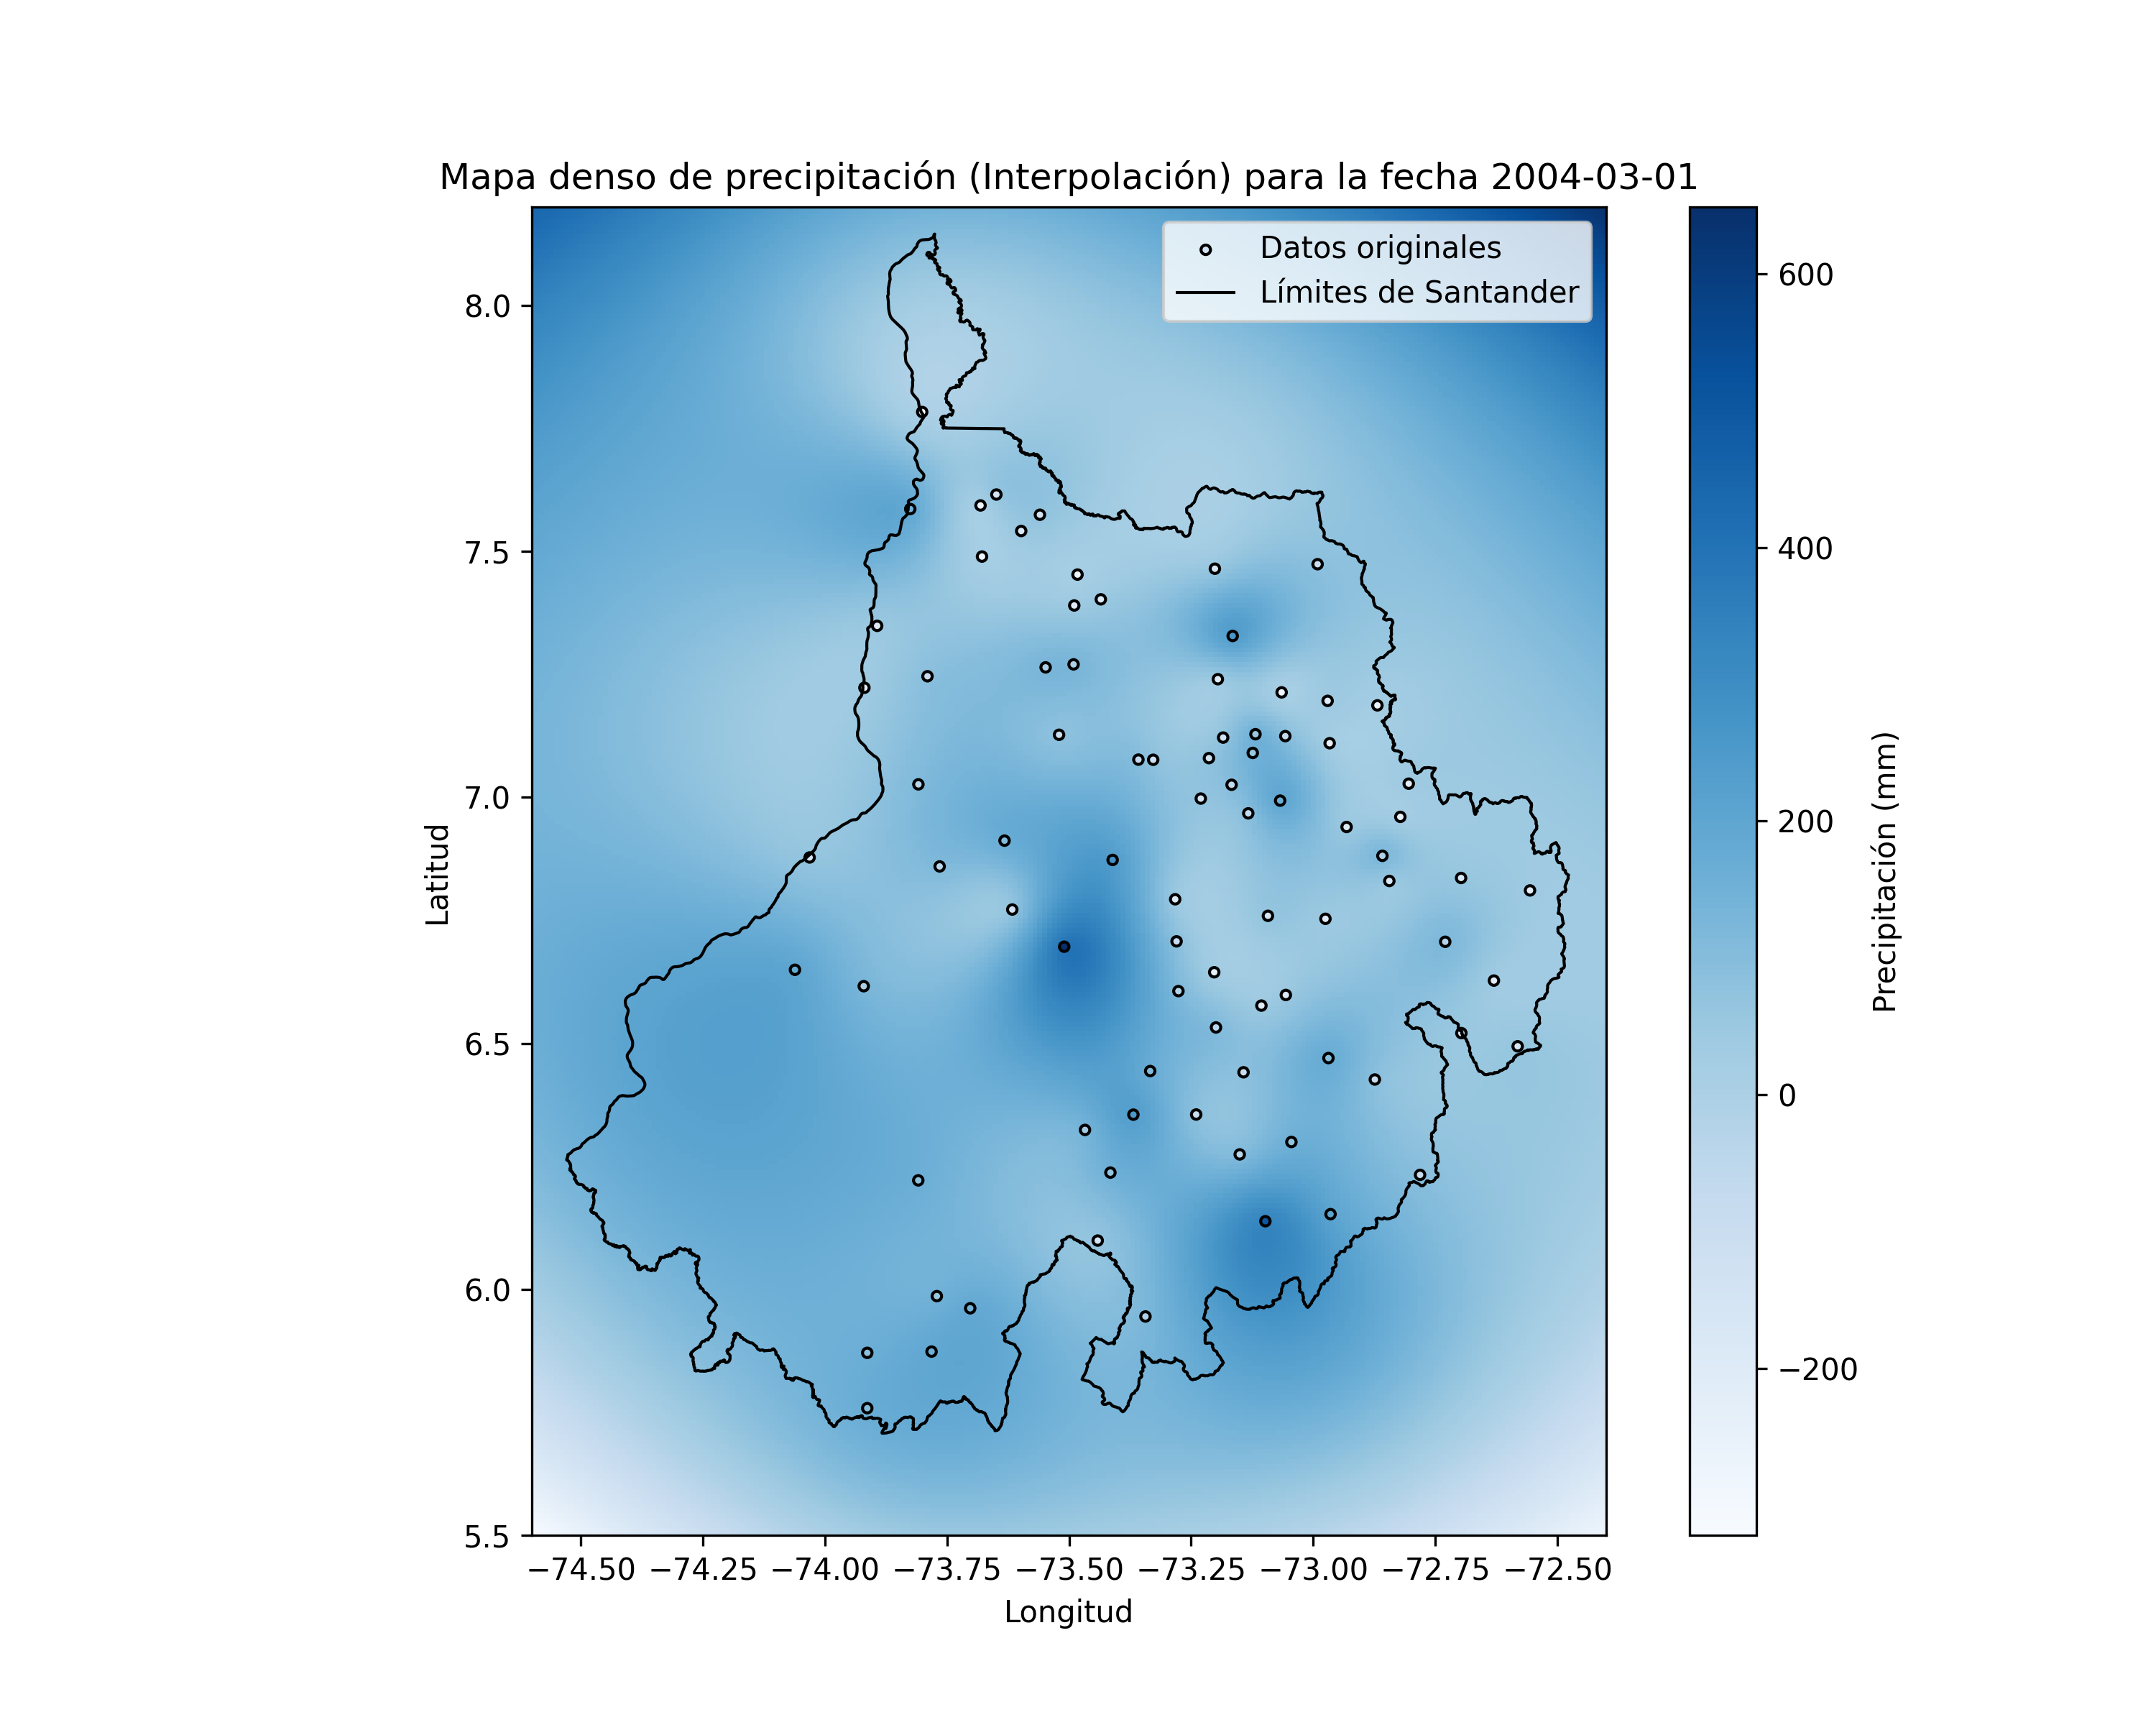 Mapa denso de precipitación (Interpolación) para la fecha 2004-03-01
Datos originales
Límites de Santander
8.0
7.5
7.0
6.5
6.0
5.5
Latitud
−74.50 −74.25 −74.00 −73.75 −73.50 −73.25 −73.00 −72.75 −72.50
Longitud
600
400
200
0
−200
Precipitación (mm)